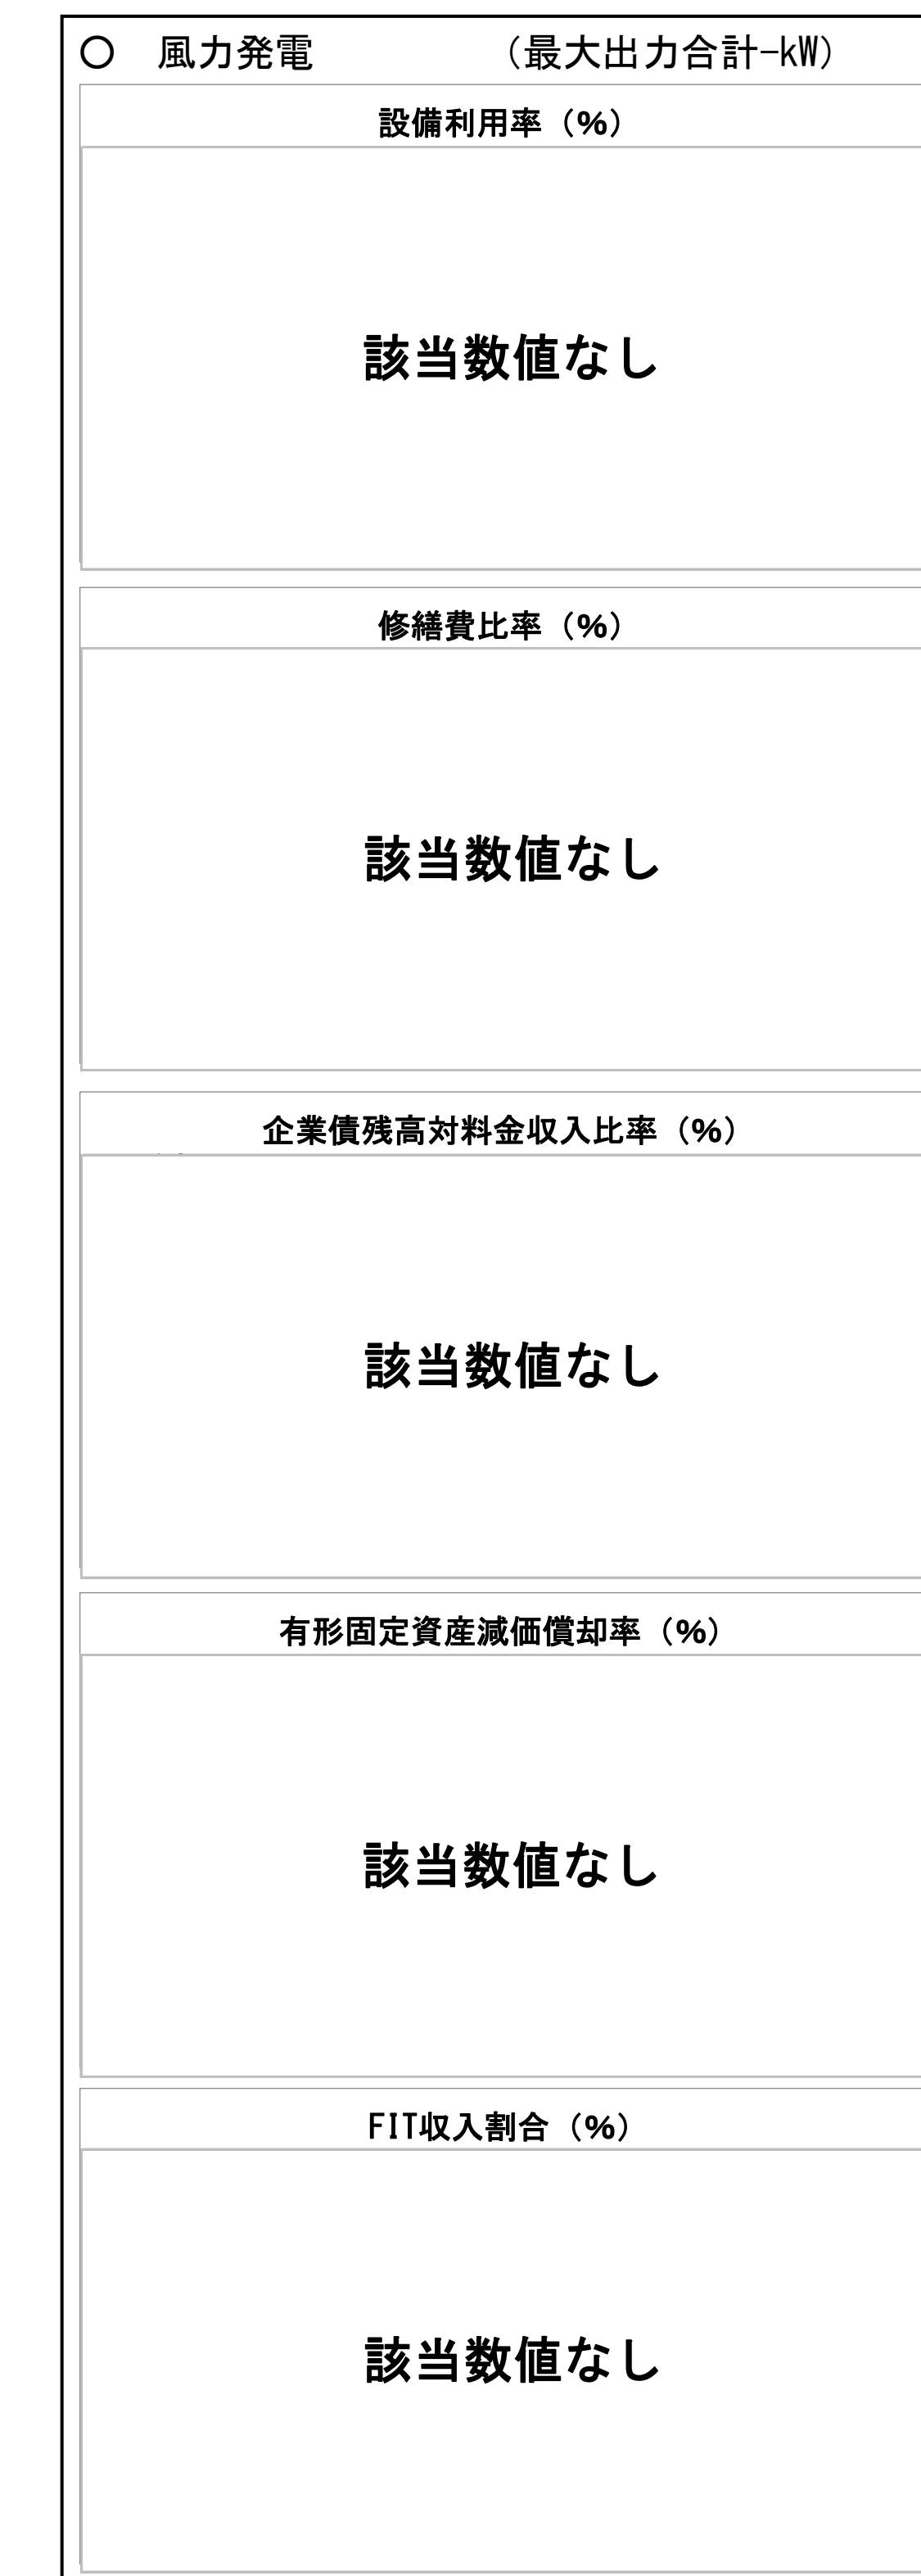 ○　風力発電　（最大出力合計-kW）
設備利用率（%）
該当数値なし
修繕費比率（%）
該当数値なし
企業債残高対料金収入比率（%）
該当数値なし
有形固定資産減価償却率（%）
該当数値なし
FIT収入割合（%）
該当数値なし